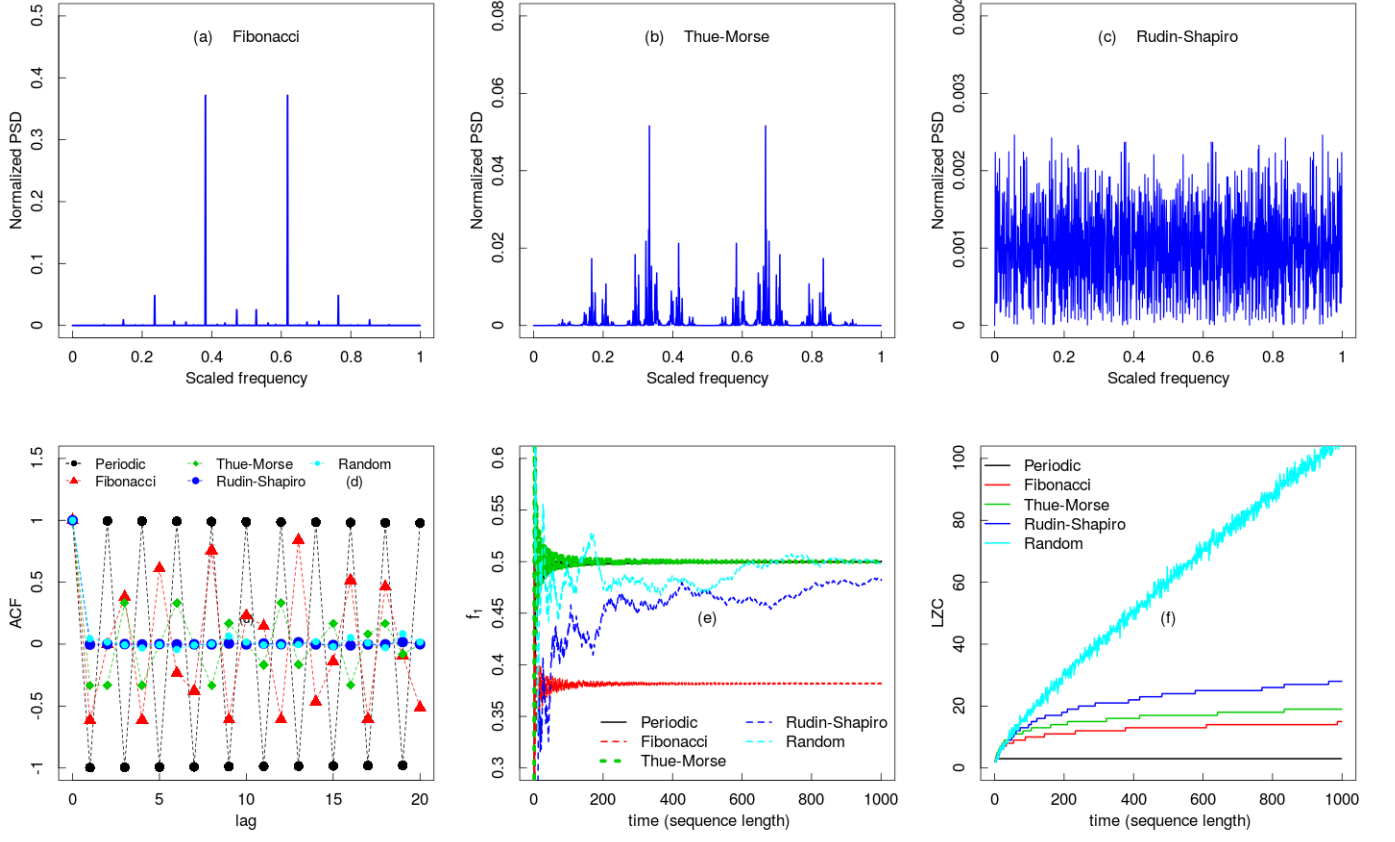 (a) Fibonacci
Normalized PSD
0.5
0.4
0.3
0.2
0.1
0
0 0.2 0.4 0.6 0.8 1
Scaled frequency
(b) Thue-Morse
Normalized PSD
0.08
0.06
0.04
0.02
0
0 0.2 0.4 0.6 0.8 1
Scaled frequency
(c) Rudin-Shapiro
Normalized PSD
0.004
0.003
0.002
0.001
0
0 0.2 0.4 0.6 0.8 1
Scaled frequency
Periodic Thue-Morse Random
Fibonacci Rudin-Shapiro (d)
ACF
1.5
1
0.5
0
-0.5
-1
0 5 10 15 20
lag
f1
0.6
0.55
0.5
0.45
0.4
0.35
0.3
(e)
Periodic Rudin-Shapiro
Fibonacci Random
Thue-Morse
0 200 400 600 800 1000
time (sequence length)
LZC
100
80
60
40
20
0
Periodic
Fibonacci
Thue-Morse
Rudin-Shapiro
Random
(f)
0 200 400 600 800 1000
time (sequence length)